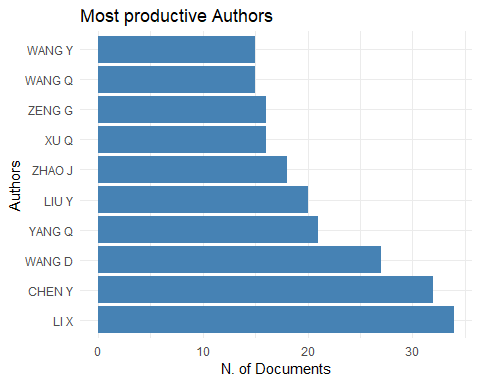 Most productive Authors
WANG Y
WANG Q
ZENG G
XU Q
ZHAO J
LIU Y
YANG Q
WANG D
CHEN Y
LI X
Authors
0 10 20 30
N. of Documents